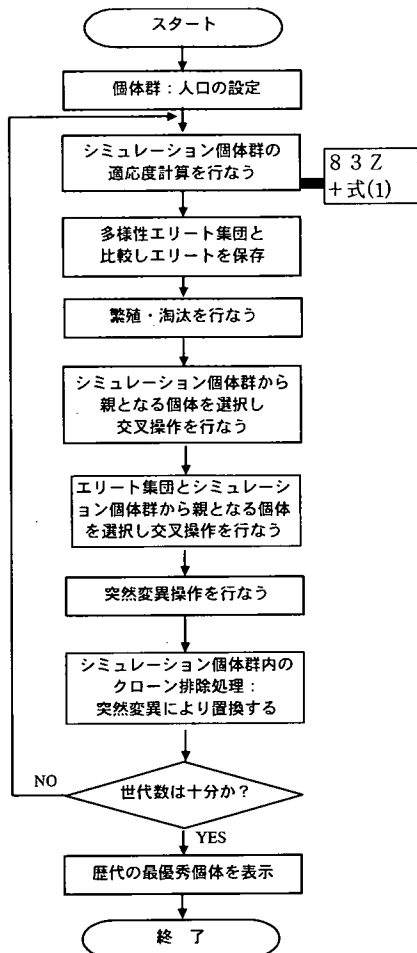 スタート
個体群：人口の設定
シミュレーション個体群の
適応度計算を行なう
８３Ｚ
＋式(1)
多様性エリート集団と
比較しエリートを保存
繁殖・淘汰を行なう
シミュレーション個体群から
親となる個体を選択し
交叉操作を行なう
エリート集団とシミュレーシ
ョン個体群から親となる個体
を選択し交叉操作を行なう
突然変異操作を行なう
シミュレーション個体群内の
クローン排除処理：
突然変異により置換する
世代数は十分か？
NO
YES
歴代の最優秀個体を表示
終 了